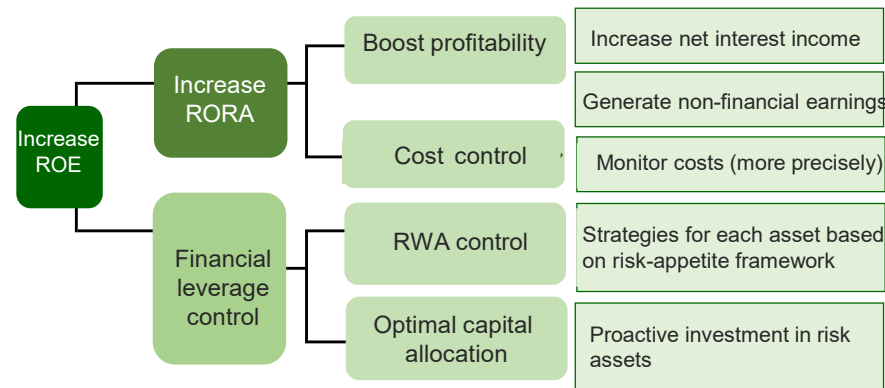 Increase
ROE
Increase
RORA
Financial
leverage
control
Boost profitability
Cost control
RWA control
Optimal capital
allocation
Increase net interest income
Generate non-financial earnings
Monitor costs (more precisely)
Strategies for each asset based
on risk-appetite framework
Proactive investment in risk
assets